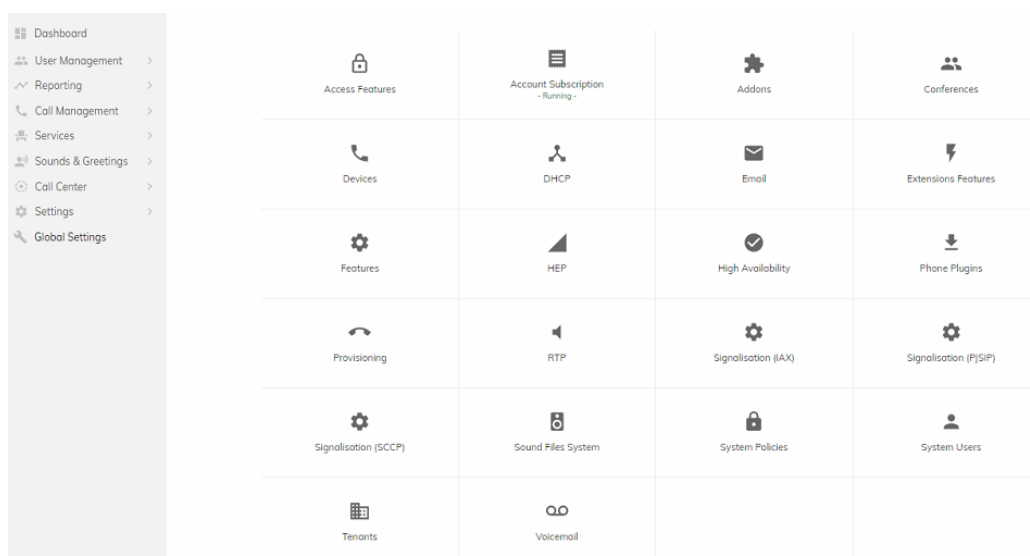 Dashboard
User Management
Reporting
Call Management
Services
Sounds & Greetings
Call Center
Settings
Global Settings
Access Features
Account Subscription
- Running -
Addons
Conferences
Devices
DHCP
Email
Extensions Features
Features
HEP
High Availability
Phone Plugins
Provisioning
RTP
Signalisation (IAX)
Signalisation (PJSIP)
Signalisation (SCCP)
Sound Files System
System Policies
System Users
Tenants
Voicemail